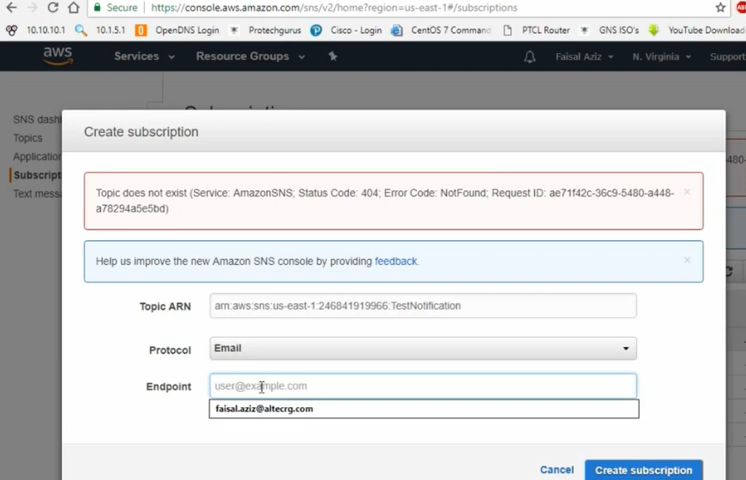 Secure https://console.aws.amazon.com/sns/v2/home?region=us-east-1#/subscriptions
10.10.10.1 10.1.5.1 OpenDNS Login Protechgurus Cisco - Login CentOS 7 Command PTCL Router GNS ISO's YouTube Download
aws Services Resource Groups Faisal Aziz N. Virginia Support
SNS dash
Topics
Create subscription
Application
Subscript
Text mess
Topic does not exist (Service: AmazonSNS; Status Code: 404; Error Code: NotFound; Request ID: ae71f42c-36c9-5480-a448-
a78294a5e5bd)
Help us improve the new Amazon SNS console by providing feedback.
Topic ARN arn:aws:sns:us-east-1:246841919966:TestNotification
Protocol Email
Endpoint user@example.com
faisal.aziz@altecrg.com
Cancel Create subscription